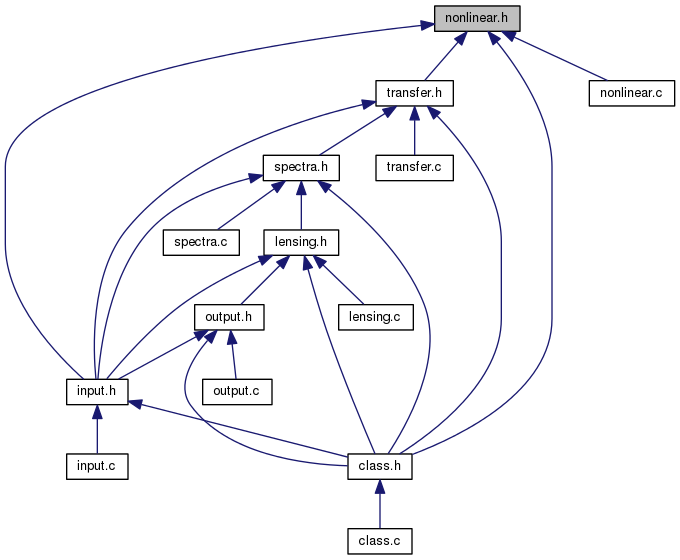 nonlinear.h
transfer.h
nonlinear.c
spectra.h
transfer.c
spectra.c
lensing.h
output.h
lensing.c
input.h
output.c
input.c
class.h
class.c